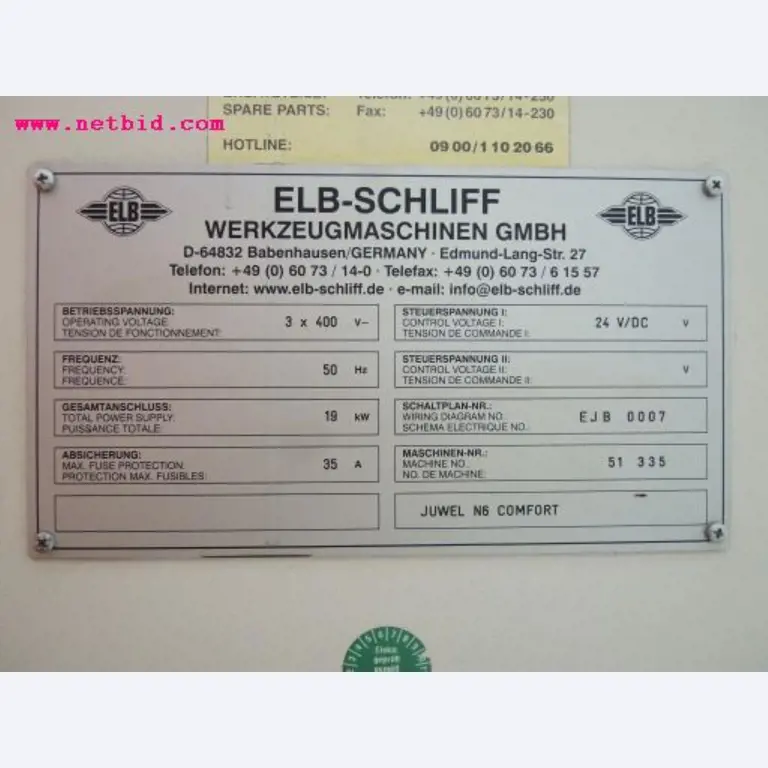 www.netbid.com
SPARE PARTS: Fax: +49(0)6073/14-230
HOTLINE: 09 00/1 10 20 66
ELB ELB-SCHLIFF ELB
WERKZEUGMASCHINEN GMBH
D-64832 Babenhausen/GERMANY · Edmund-Lang-Str. 27
Telefon: +49 (0) 60 73 / 14-0 · Telefax: +49 (0) 60 73 / 6 15 57
Internet: www.elb-schliff.de · e-mail: info@elb-schliff.de
BETRIEBSSPANNUNG:
OPERATING VOLTAGE: 3 x 400 V~
TENSION DE FONCTIONNEMENT:
STEUERSPANNUNG I:
CONTROL VOLTAGE I: 24 V/DC V
TENSION DE COMMANDE I:
FREQUENZ:
FREQUENCY: 50 Hz
FREQUENCE:
STEUERSPANNUNG II:
CONTROL VOLTAGE II: V
TENSION DE COMMANDE II:
GESAMTANSCHLUSS:
TOTAL POWER SUPPLY: 19 kW
PUISSANCE TOTALE:
SCHALTPLAN-NR.:
WIRING DIAGRAM NO.: EJB 0007
SCHEMA ELECTRIQUE NO.:
ABSICHERUNG:
MAX. FUSE PROTECTION: 35 A
PROTECTION MAX. FUSIBLES:
MASCHINEN-NR.:
MACHINE NO.: 51 335
NO. DE MACHINE:
JUWEL N6 COMFORT
geprüft